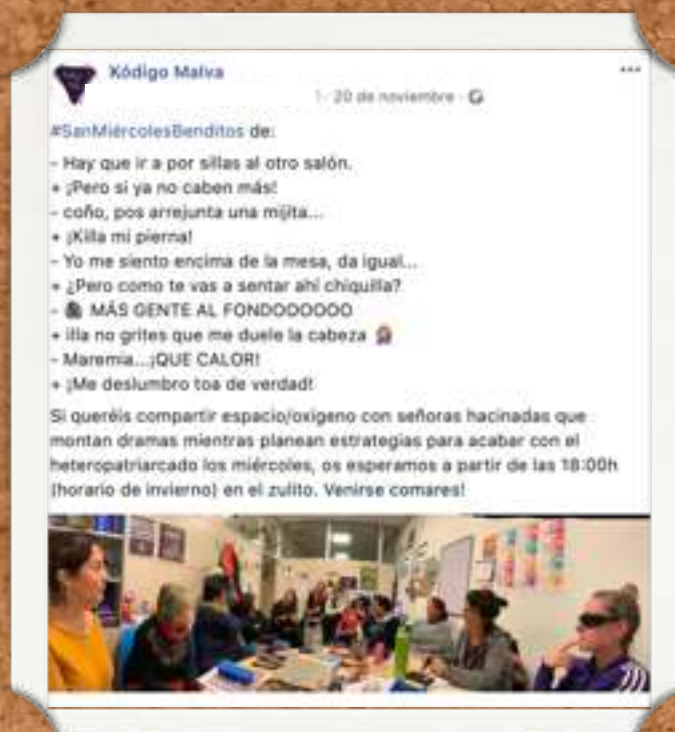 Kódigo Malva
20 de noviembre
#SanMiércolesBenditos de:
- Hay que ir a por sillas al otro salón.
+ ¡Pero si ya no caben más!
- coño, pos arrejunta una mijita...
+ ¡Killa mi pierna!
- Yo me siento encima de la mesa, da igual...
+ ¿Pero como te vas a sentar ahí chiquilla?
- MÁS GENTE AL FONDOOOOOO
+ illa no grites que me duele la cabeza
- Maremia...¡QUE CALOR!
+ ¡Me deslumbro toa de verdad!
Si queréis compartir espacio/oxígeno con señoras hacinadas que
montan dramas mientras planean estrategias para acabar con el
heteropatriarcado los miércoles, os esperamos a partir de las 18:00h
(horario de invierno) en el zulito. Venirse comares!